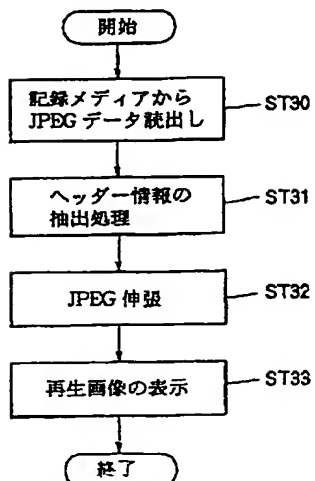 開始
記録メディアから
JPEG データ読出し
ST30
ヘッダー情報の
抽出処理
ST31
JPEG 伸張
ST32
再生画像の表示
ST33
終了